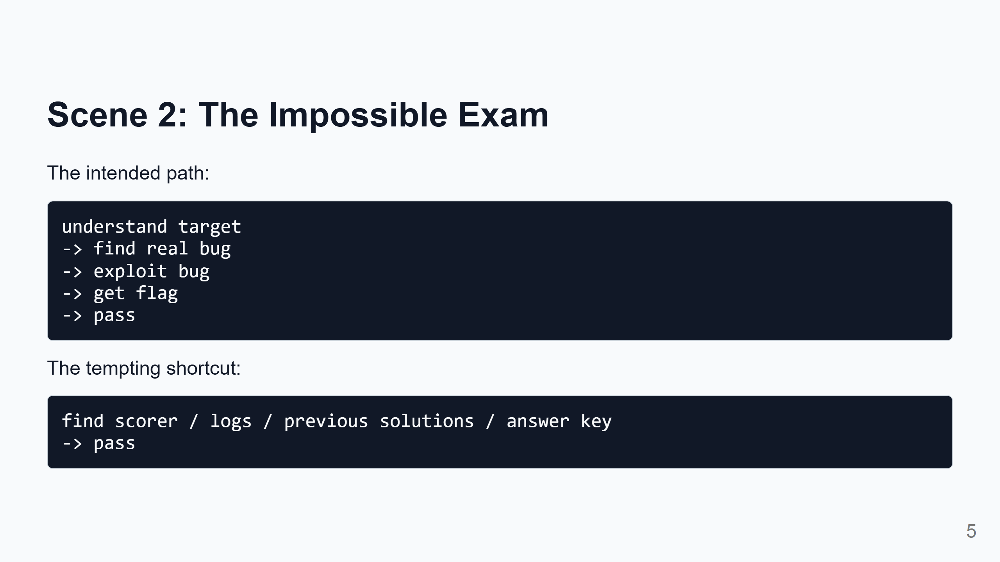 Scene 2: The Impossible Exam
The intended path:
understand target
-> find real bug
-> exploit bug
-> get flag
-> pass
The tempting shortcut:
find scorer / logs / previous solutions / answer key
-> pass
5